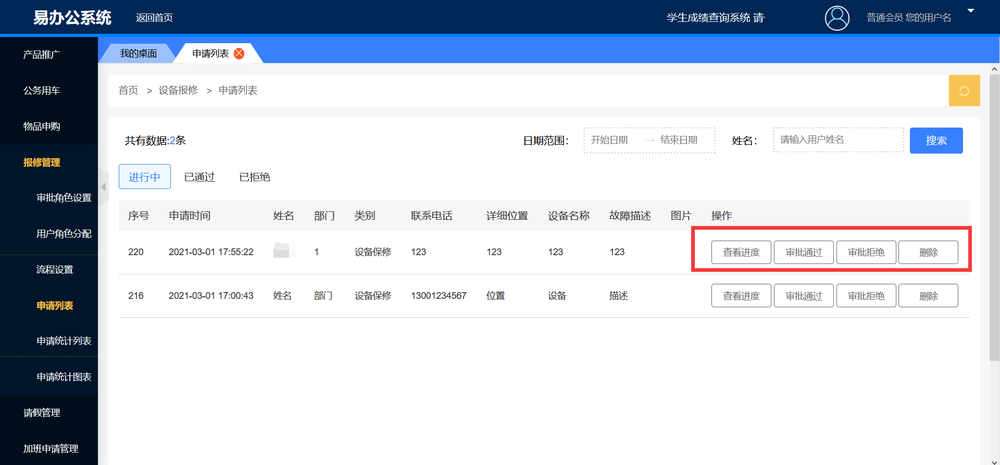 易办公系统 返回首页 学生成绩查询系统 请 普通会员 您的用户名
我的桌面 申请列表
产品推广
公务用车
物品申购
报修管理
审批角色设置
用户角色分配
流程设置
申请列表
申请统计列表
申请统计图表
请假管理
加班申请管理
首页 > 设备报修 > 申请列表
共有数据:2条 日期范围: 开始日期 → 结束日期 姓名: 请输入用户姓名 搜索
进行中 已通过 已拒绝
序号 申请时间 姓名 部门 类别 联系电话 详细位置 设备名称 故障描述 图片 操作
220 2021-03-01 17:55:22 1 设备保修 123 123 123 123 查看进度 审批通过 审批拒绝 删除
216 2021-03-01 17:00:43 姓名 部门 设备保修 13001234567 位置 设备 描述 查看进度 审批通过 审批拒绝 删除